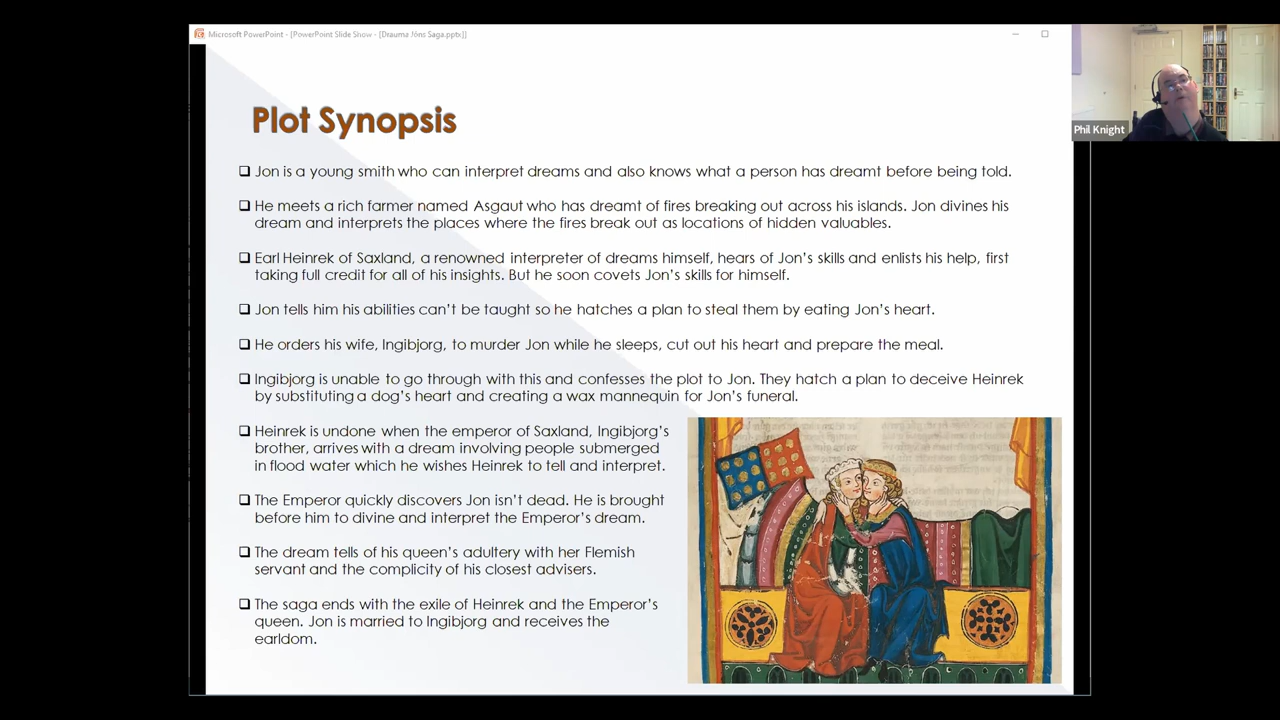 Microsoft PowerPoint - [PowerPoint Slide Show - [Drauma Jóns Saga.pptx]]
Plot Synopsis
Phil Knight
Jon is a young smith who can interpret dreams and also knows what a person has dreamt before being told.
He meets a rich farmer named Asgaut who has dreamt of fires breaking out across his islands. Jon divines his
dream and interprets the places where the fires break out as locations of hidden valuables.
Earl Heinrek of Saxland, a renowned interpreter of dreams himself, hears of Jon's skills and enlists his help, first
taking full credit for all of his insights. But he soon covets Jon's skills for himself.
Jon tells him his abilities can't be taught so he hatches a plan to steal them by eating Jon's heart.
He orders his wife, Ingibjorg, to murder Jon while he sleeps, cut out his heart and prepare the meal.
Ingibjorg is unable to go through with this and confesses the plot to Jon. They hatch a plan to deceive Heinrek
by substituting a dog's heart and creating a wax mannequin for Jon's funeral.
Heinrek is undone when the emperor of Saxland, Ingibjorg's
brother, arrives with a dream involving people submerged
in flood water which he wishes Heinrek to tell and interpret.
The Emperor quickly discovers Jon isn't dead. He is brought
before him to divine and interpret the Emperor's dream.
The dream tells of his queen's adultery with her Flemish
servant and the complicity of his closest advisers.
The saga ends with the exile of Heinrek and the Emperor's
queen. Jon is married to Ingibjorg and receives the
earldom.